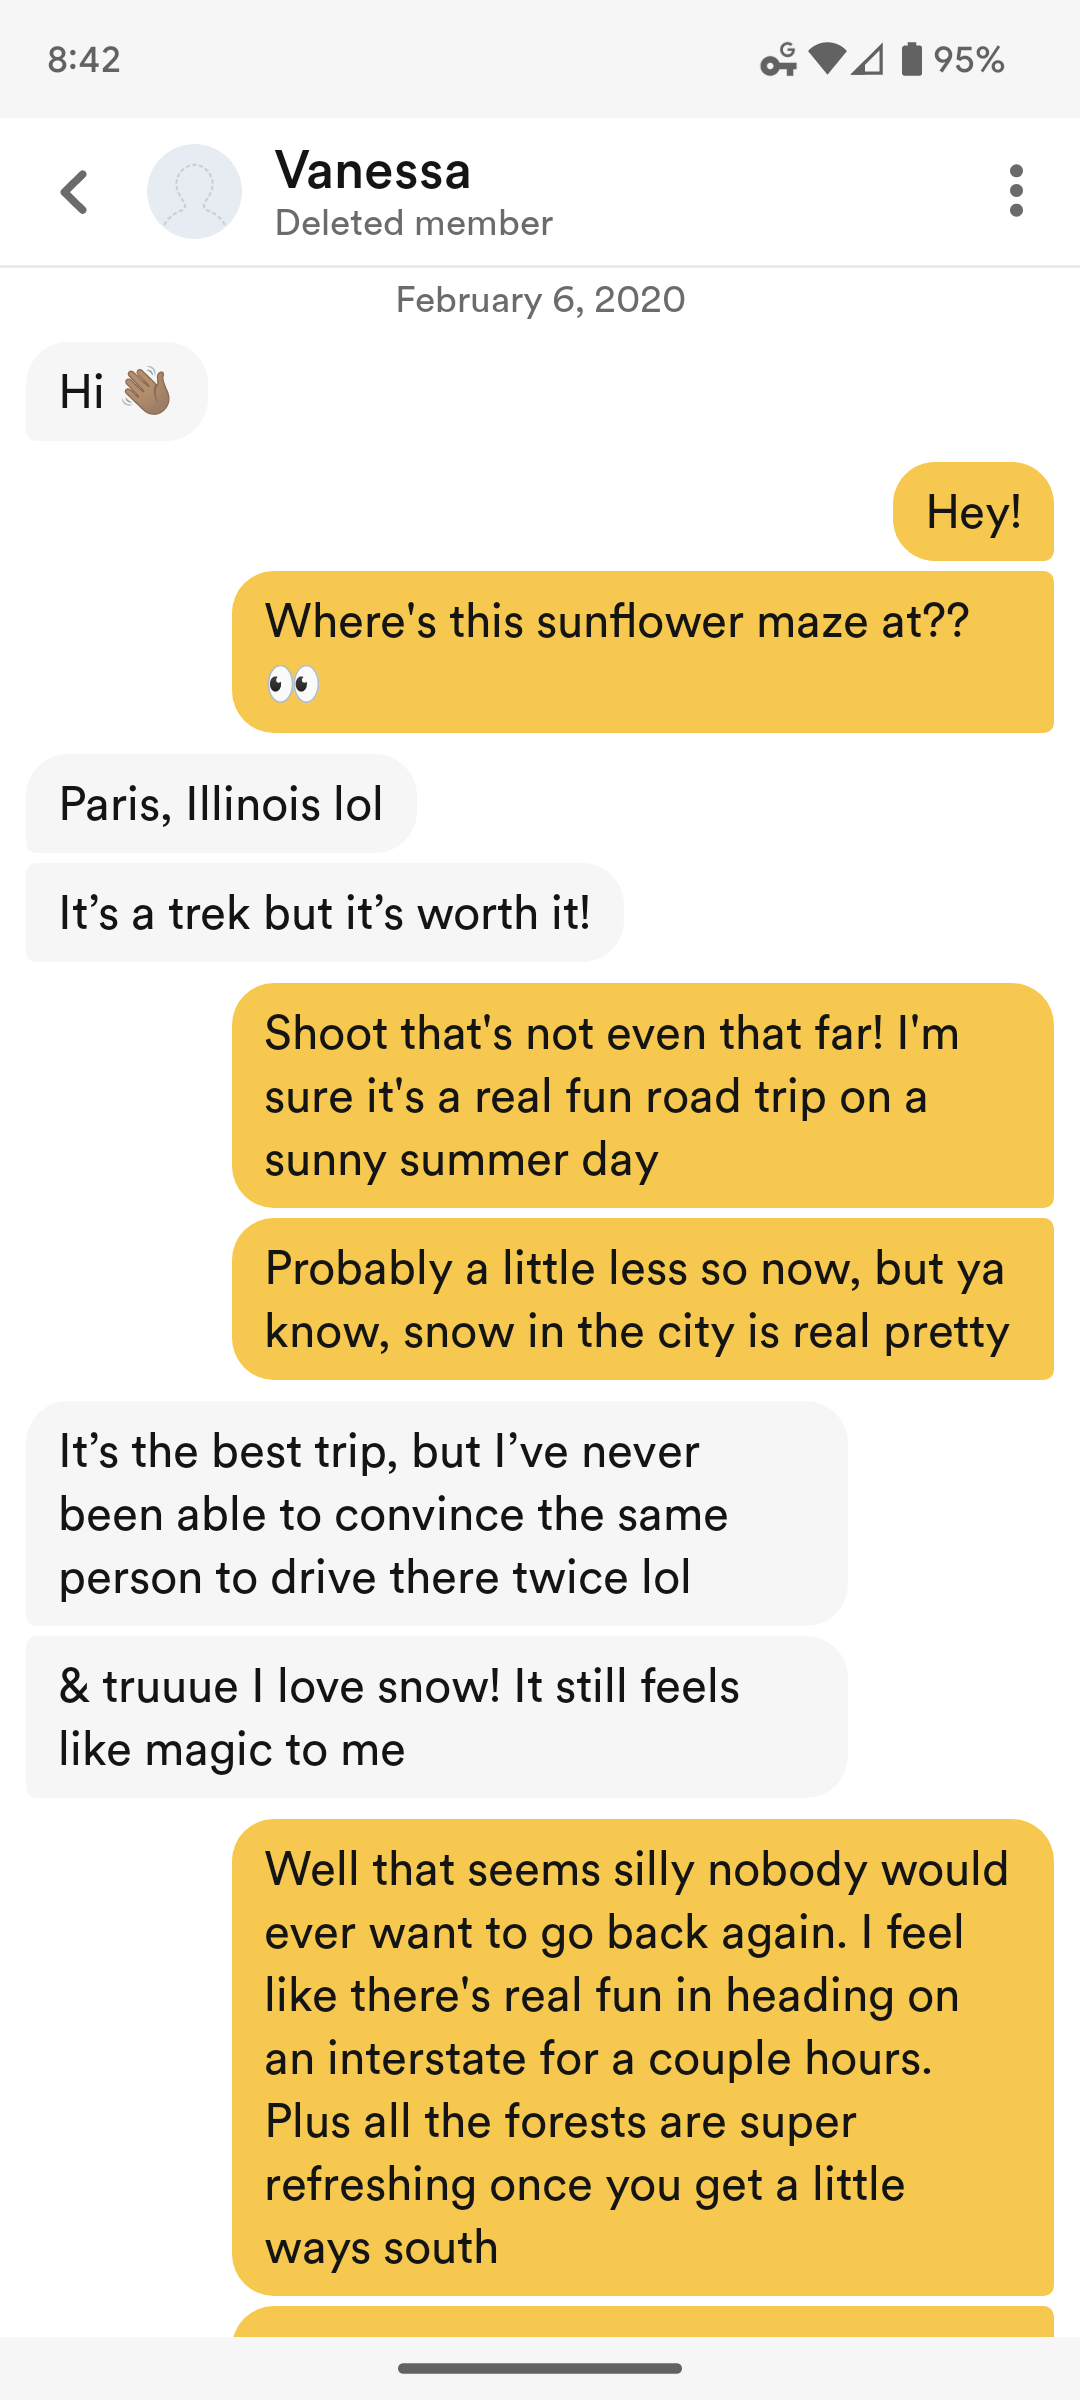 8:42
G
95%
Vanessa
Deleted member
February 6, 2020
Hi 👋🏽
Hey!
Where's this sunflower maze at??
👀
Paris, Illinois lol
It’s a trek but it’s worth it!
Shoot that's not even that far! I'm
sure it's a real fun road trip on a
sunny summer day
Probably a little less so now, but ya
know, snow in the city is real pretty
It’s the best trip, but I’ve never
been able to convince the same
person to drive there twice lol
& truuue I love snow! It still feels
like magic to me
Well that seems silly nobody would
ever want to go back again. I feel
like there's real fun in heading on
an interstate for a couple hours.
Plus all the forests are super
refreshing once you get a little
ways south